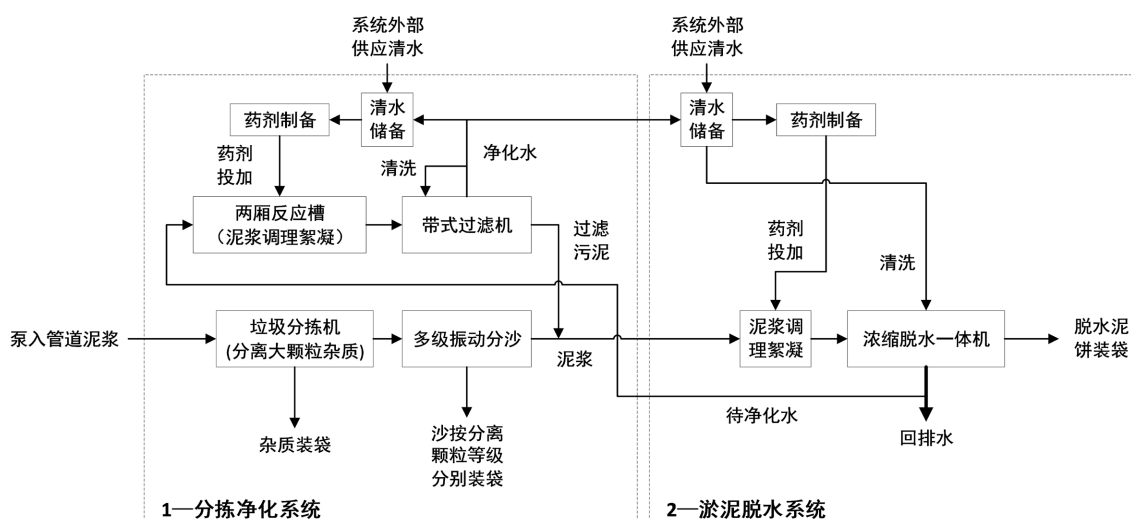 系统外部
供应清水
系统外部
供应清水
药剂制备
清水
储备
清水
储备
药剂制备
药剂
投加
清洗
净化水
两厢反应槽
（泥浆调理絮凝）
带式过滤机
过滤
污泥
药剂
投加
清洗
泵入管道泥浆
垃圾分拣机
(分离大颗粒杂质)
多级振动分沙
泥浆
泥浆调
理絮凝
浓缩脱水一体机
脱水泥
饼装袋
待净化水
杂质装袋
沙按分离
颗粒等级
分别装袋
回排水
1—分拣净化系统
2—淤泥脱水系统